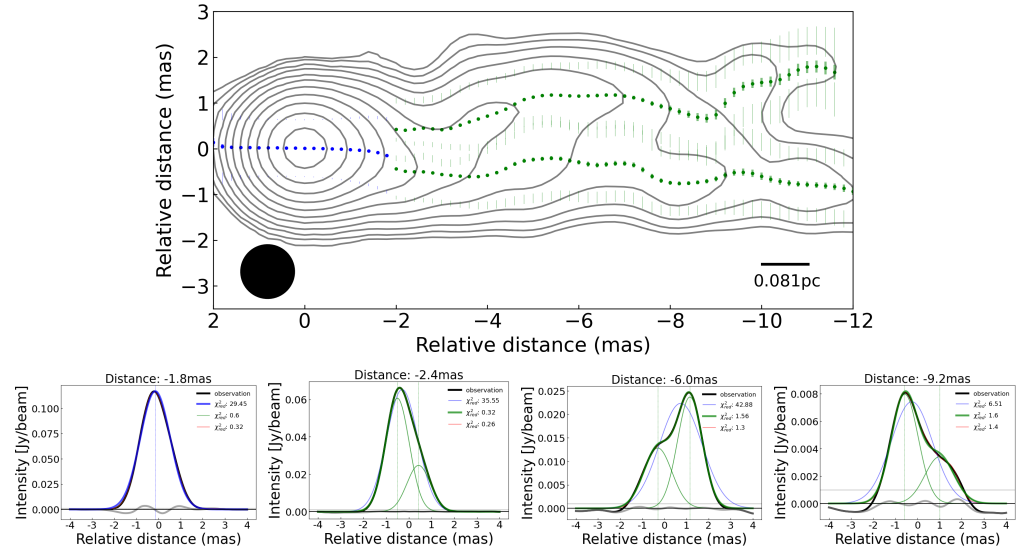 3
2
1
0
−1
−2
−3
Relative distance (mas)
0.081pc
2 0 −2 −4 −6 −8 −10 −12
Relative distance (mas)
Distance: -1.8mas
Intensity [Jy/beam]
0.100
0.075
0.050
0.025
0.000
observation
χ²red: 29.45
χ²red: 0.6
χ²red: 0.32
-4 -3 -2 -1 0 1 2 3 4
Relative distance (mas)
Distance: -2.4mas
Intensity [Jy/beam]
0.06
0.04
0.02
0.00
observation
χ²red: 35.55
χ²red: 0.32
χ²red: 0.26
-4 -3 -2 -1 0 1 2 3 4
Relative distance (mas)
Distance: -6.0mas
Intensity [Jy/beam]
0.025
0.020
0.015
0.010
0.005
0.000
observation
χ²red: 42.88
χ²red: 1.56
χ²red: 1.3
-4 -3 -2 -1 0 1 2 3 4
Relative distance (mas)
Distance: -9.2mas
Intensity [Jy/beam]
0.008
0.006
0.004
0.002
0.000
observation
χ²red: 6.51
χ²red: 1.6
χ²red: 1.4
-4 -3 -2 -1 0 1 2 3 4
Relative distance (mas)